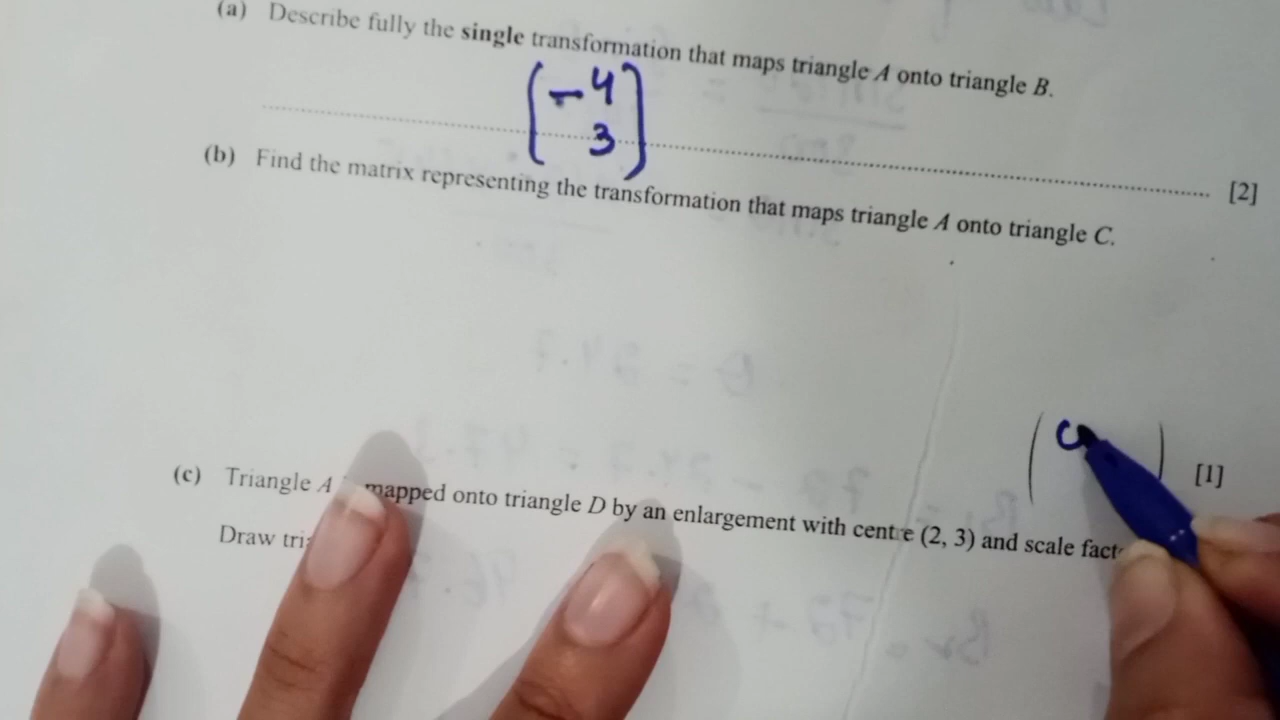 (a) Describe fully the single transformation that maps triangle A onto triangle B.
-4
3
[2]
(b) Find the matrix representing the transformation that maps triangle A onto triangle C.
[1]
(c) Triangle A mapped onto triangle D by an enlargement with centre (2, 3) and scale
Draw